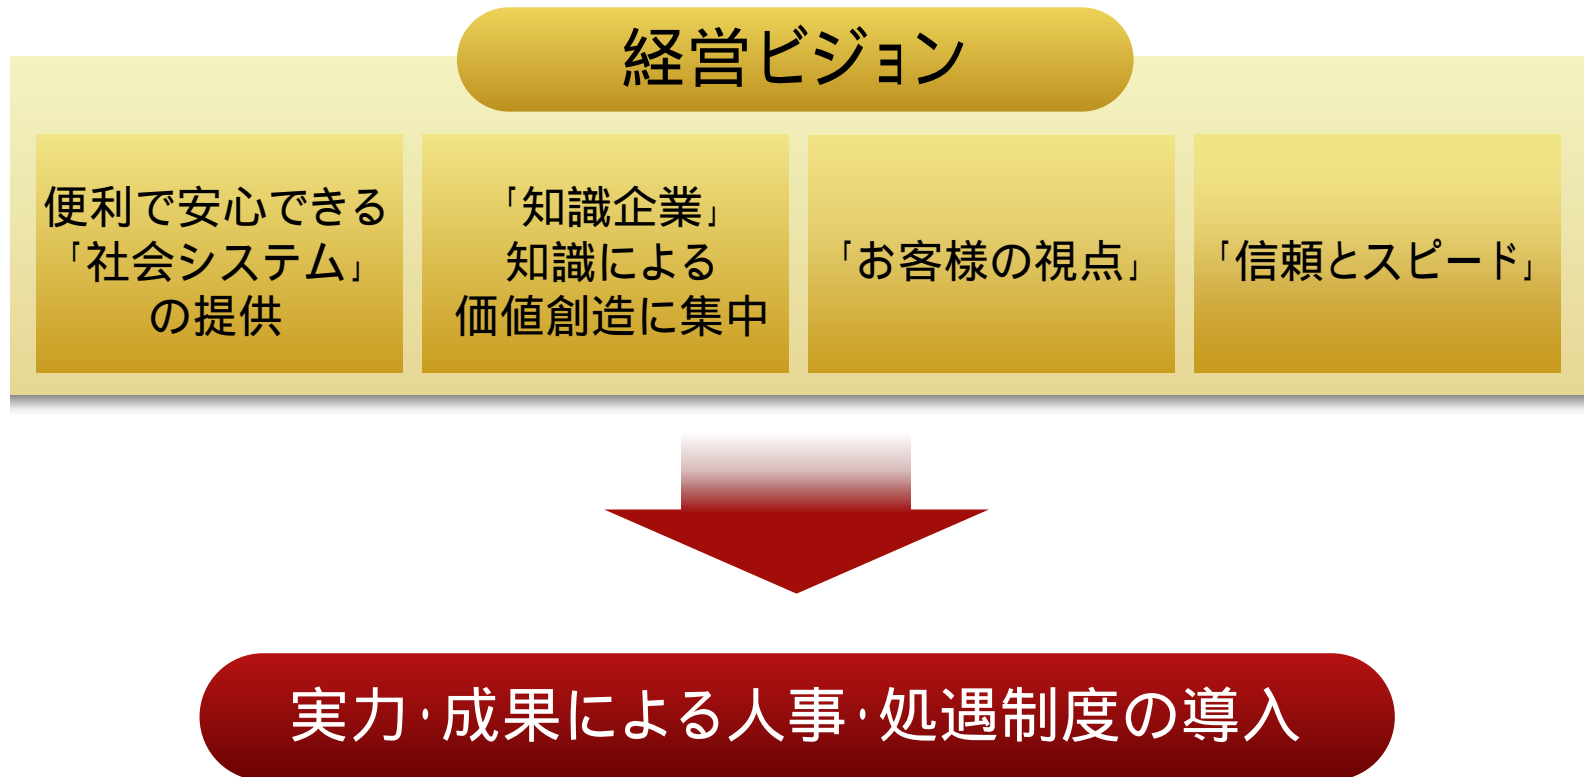 経営ビジョン
便利で安心できる
「社会システム」
の提供
「知識企業」
知識による
価値創造に集中
「お客様の視点」
「信頼とスピード」
実力・成果による人事・処遇制度の導入